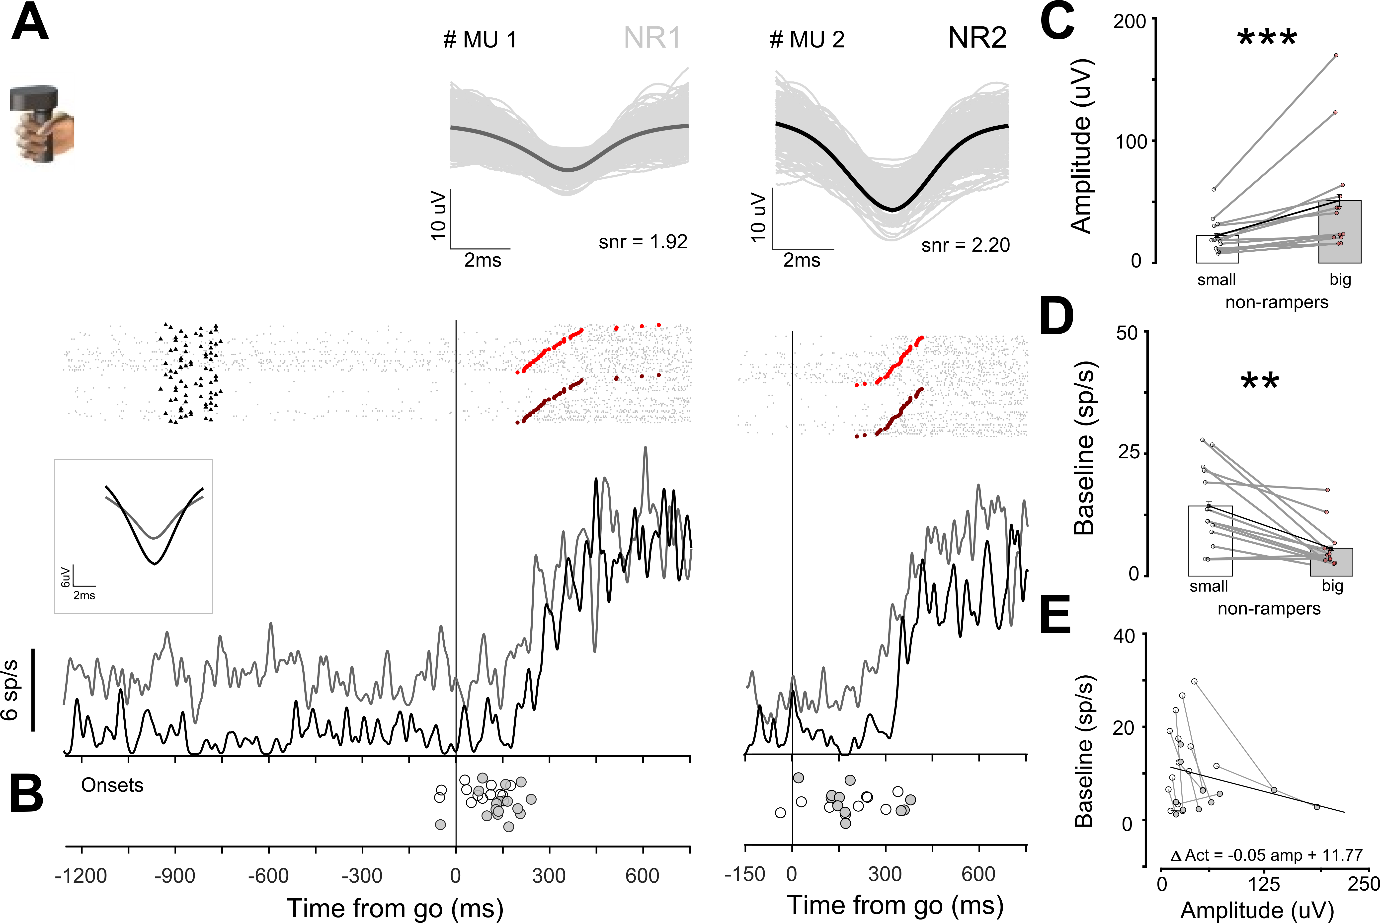 A
# MU 1
NR1
10 uV
2ms
snr = 1.92
# MU 2
NR2
10 uV
2ms
snr = 2.20
6uV
2ms
6 sp/s
B
Onsets
-1200
-900
-600
-300
0
300
600
Time from go (ms)
-150
0
300
600
Time from go (ms)
C
200
100
0
Amplitude (uV)
***
small
big
non-rampers
D
50
25
0
Baseline (sp/s)
**
small
big
non-rampers
E
40
20
0
Baseline (sp/s)
Δ Act = -0.05 amp + 11.77
0
125
250
Amplitude (uV)